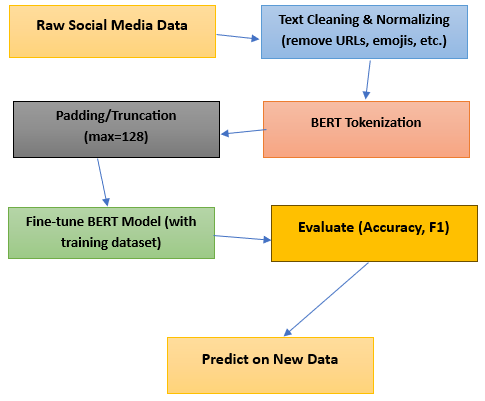 Raw Social Media Data
Text Cleaning & Normalizing
(remove URLs, emojis, etc.)
BERT Tokenization
Padding/Truncation
(max=128)
Fine-tune BERT Model (with
training dataset)
Evaluate (Accuracy, F1)
Predict on New Data